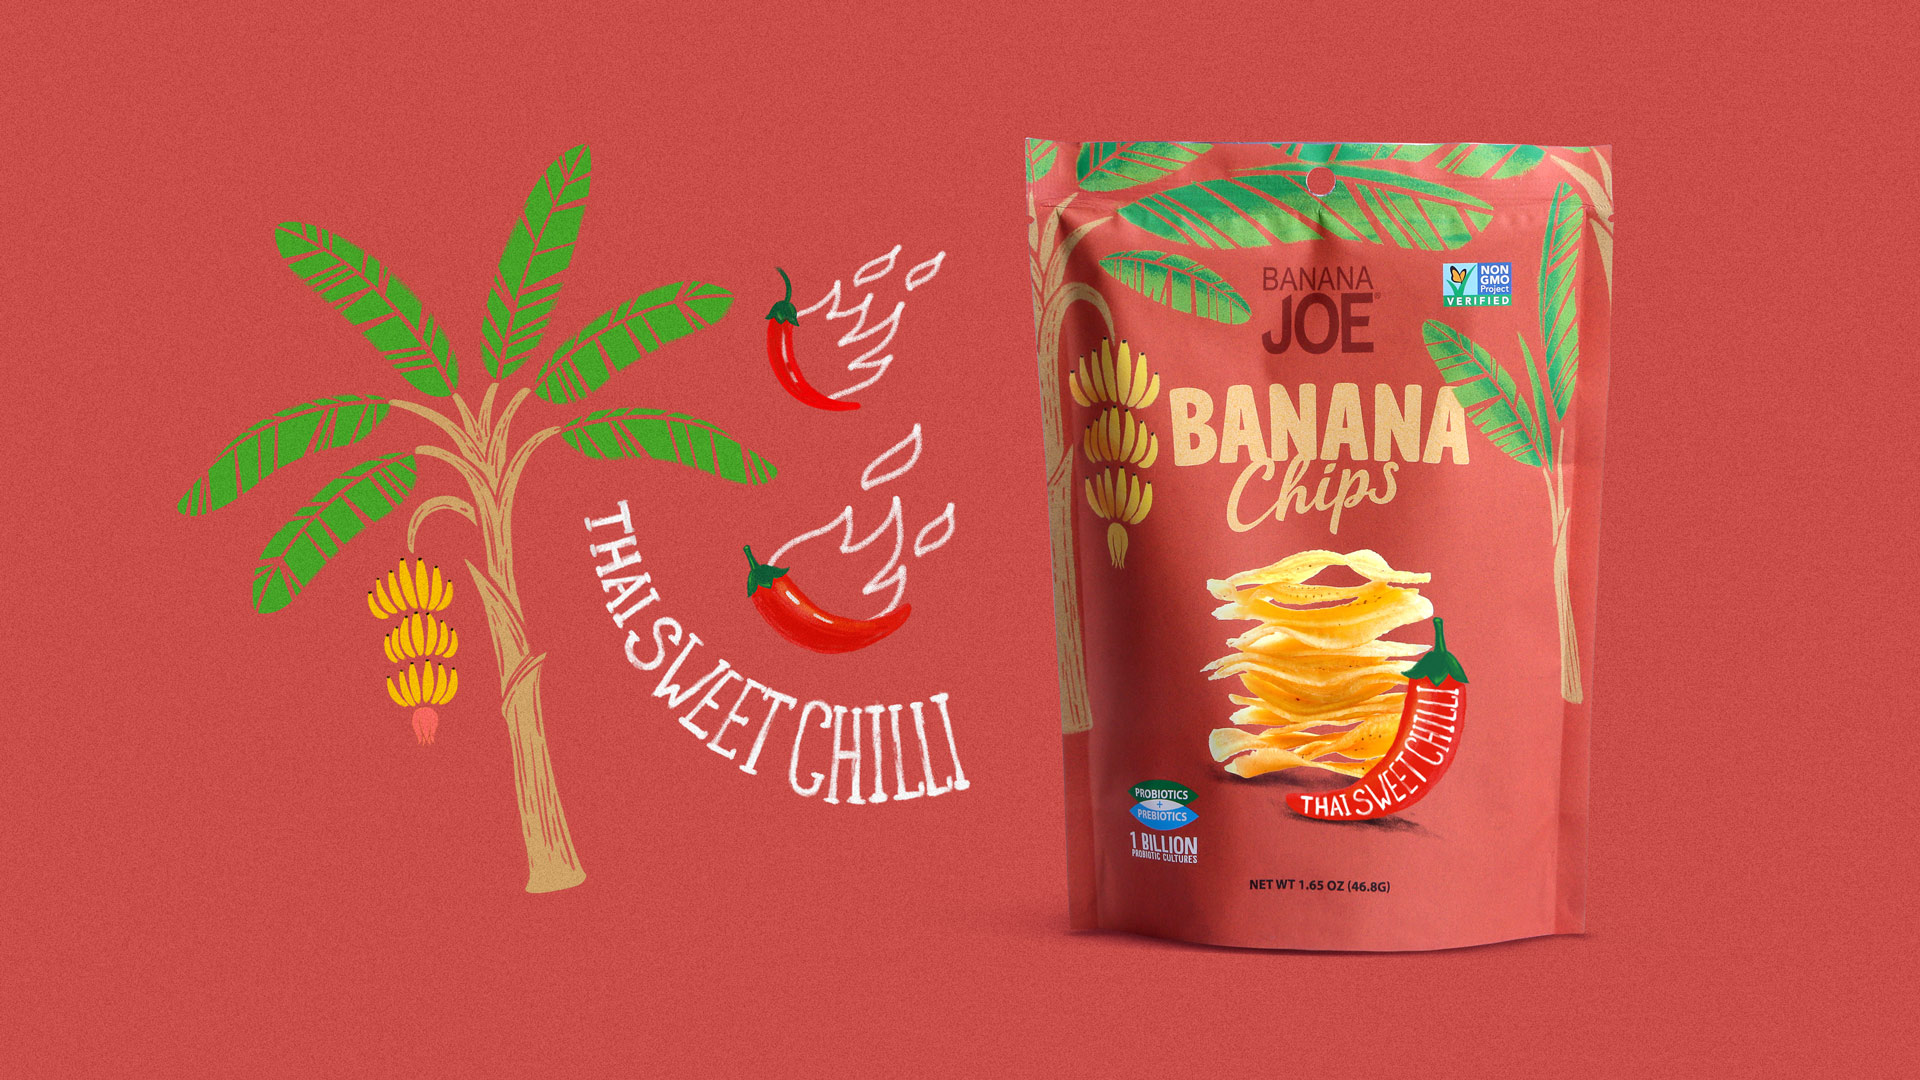 THAI SWEET CHILLI
BANANA
JOE®
NON
GMO
Project
VERIFIED
BANANA
Chips
THAI SWEET CHILLI
PROBIOTICS
+
PREBIOTICS
1 BILLION
PROBIOTIC CULTURES
NET WT 1.65 OZ (46.8G)